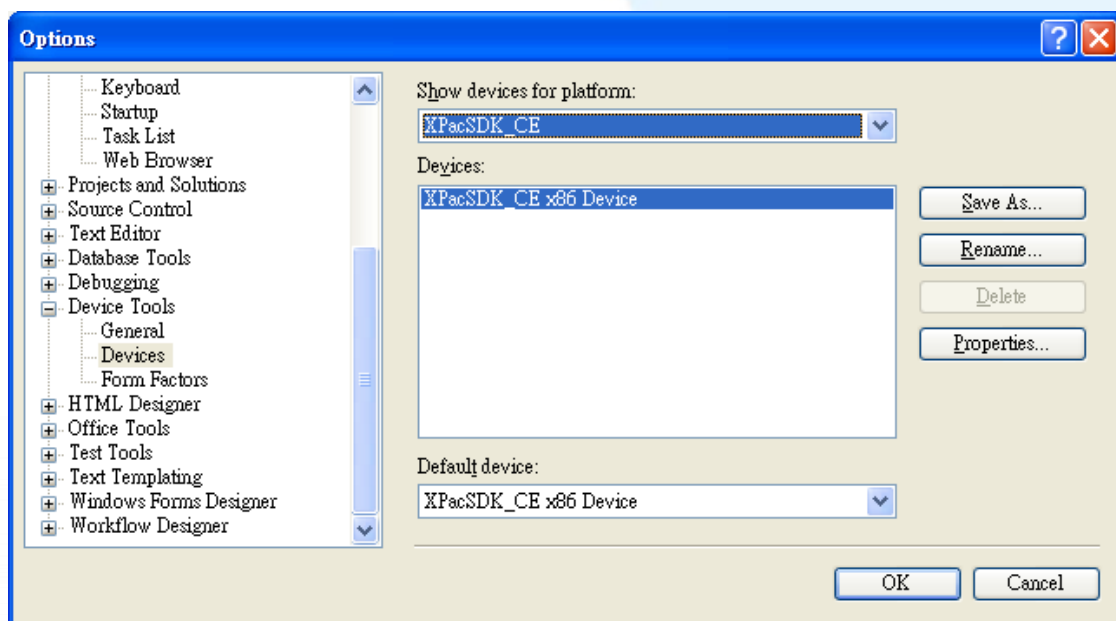 Options
Keyboard
Startup
Task List
Web Browser
Projects and Solutions
Source Control
Text Editor
Database Tools
Debugging
Device Tools
General
Devices
Form Factors
HTML Designer
Office Tools
Test Tools
Text Templating
Windows Forms Designer
Workflow Designer
Show devices for platform:
XPacSDK_CE
Devices:
XPacSDK_CE x86 Device
Save As...
Rename...
Delete
Properties...
Default device:
XPacSDK_CE x86 Device
OK
Cancel